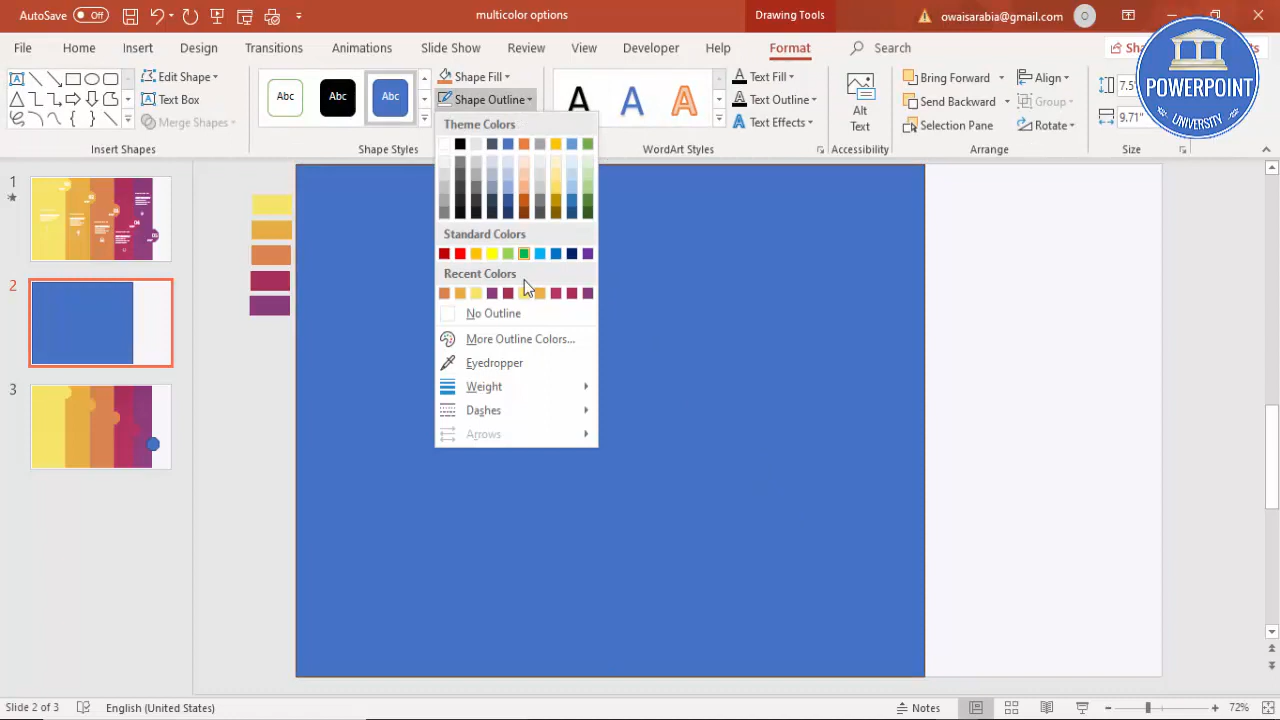 AutoSave Off multicolor options Drawing Tools owaisarabia@gmail.com O
File Home Insert Design Transitions Animations Slide Show Review View Developer Help Format Search
POWERPOINT
UNIVERSITY
Edit Shape
Text Box
Merge Shapes
Insert Shapes
Abc Abc Abc
Shape Fill
Shape Outline
Shape Styles
A A A
Text Fill
Text Outline
Text Effects
WordArt Styles
Alt
Text
Accessibility
Bring Forward
Send Backward
Selection Pane
Align
Group
Rotate
Arrange
9.71"
Size
Theme Colors
Standard Colors
Recent Colors
No Outline
More Outline Colors...
Eyedropper
Weight
Dashes
Arrows
1
2
3
Slide 2 of 3 English (United States) Notes 72%